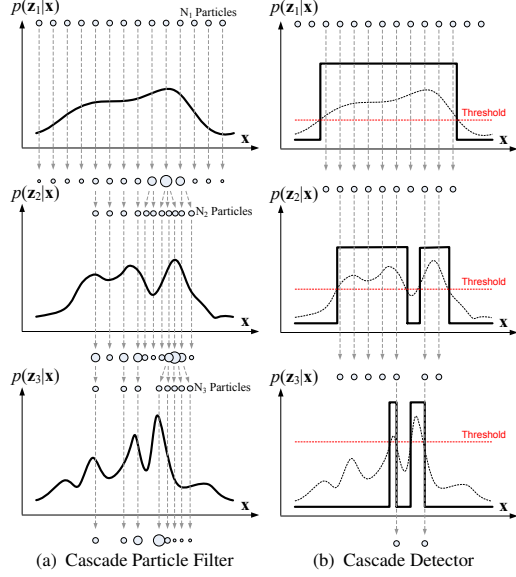 p(z₁|x)
N₁ Particles
x
p(z₂|x)
N₂ Particles
x
p(z₃|x)
N₃ Particles
x
(a) Cascade Particle Filter
p(z₁|x)
Threshold
x
p(z₂|x)
Threshold
x
p(z₃|x)
Threshold
x
(b) Cascade Detector